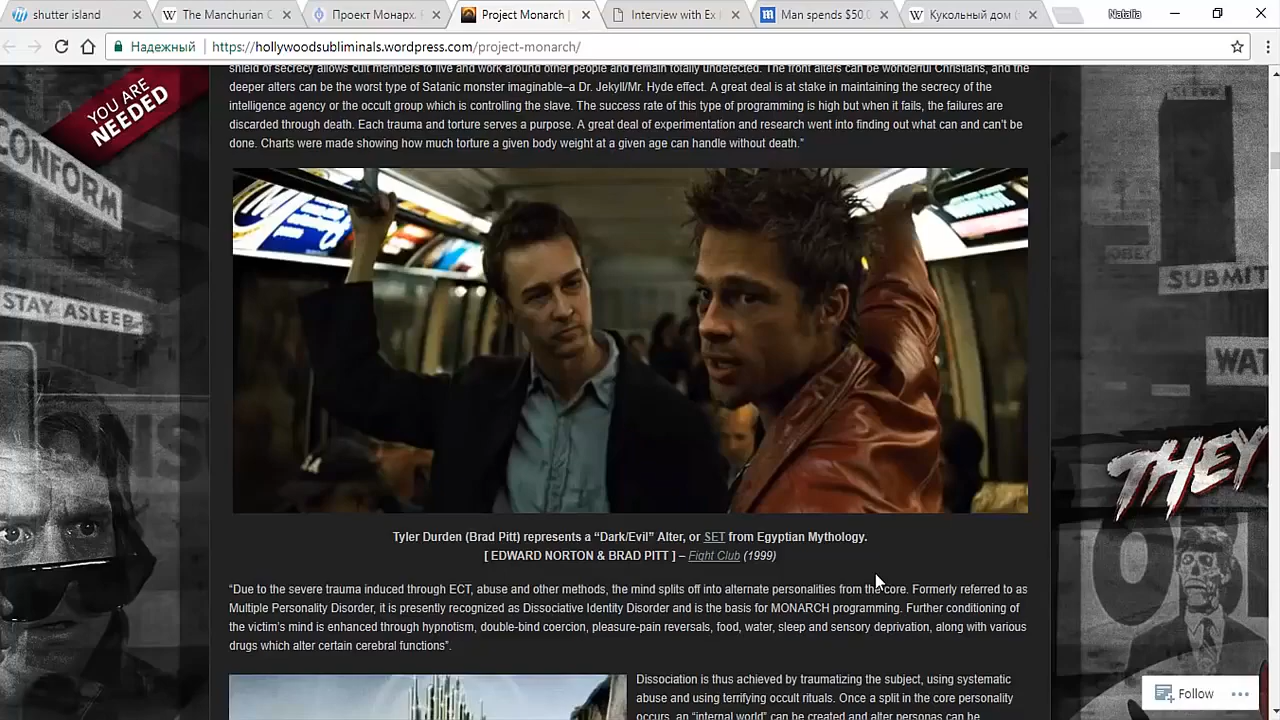 shutter island
The Manchurian C
Проект Монарх.
Project Monarch |
Interview with Ex I
Man spends $50.
Кукольный дом (
Natalia
Надежный
https://hollywoodsubliminals.wordpress.com/project-monarch/
shield of secrecy allows cult members to live and work around other people and remain totally undetected. The front alters can be wonderful Christians, and the
deeper alters can be the worst type of Satanic monster imaginable–a Dr. Jekyll/Mr. Hyde effect. A great deal is at stake in maintaining the secrecy of the
intelligence agency or the occult group which is controlling the slave. The success rate of this type of programming is high but when it fails, the failures are
discarded through death. Each trauma and torture serves a purpose. A great deal of experimentation and research went into finding out what can and can't be
done. Charts were made showing how much torture a given body weight at a given age can handle without death.”
YOU ARE
NEEDED
CONFORM
STAY ASLEEP
SLEEP
OBEY
SUBMIT
WAT
THEY
Tyler Durden (Brad Pitt) represents a “Dark/Evil” Alter, or SET from Egyptian Mythology.
[ EDWARD NORTON & BRAD PITT ] – Fight Club (1999)
“Due to the severe trauma induced through ECT, abuse and other methods, the mind splits off into alternate personalities from the core. Formerly referred to as
Multiple Personality Disorder, it is presently recognized as Dissociative Identity Disorder and is the basis for MONARCH programming. Further conditioning of
the victim's mind is enhanced through hypnotism, double-bind coercion, pleasure-pain reversals, food, water, sleep and sensory deprivation, along with various
drugs which alter certain cerebral functions”.
Dissociation is thus achieved by traumatizing the subject, using systematic
abuse and using terrifying occult rituals. Once a split in the core personality
occurs, an “internal world” can be created and alter personas can be
Follow